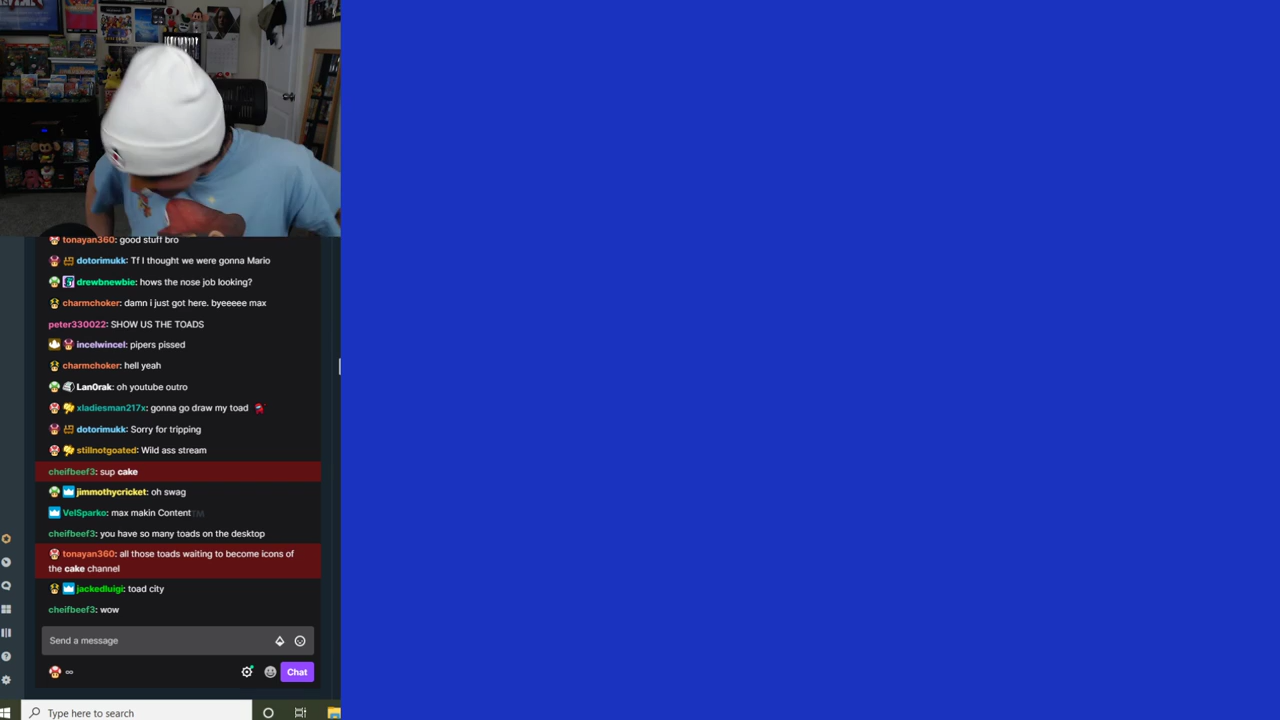 tonayan360: good stuff bro
dotorimukk: Tf I thought we were gonna Mario
drewbnewbie: hows the nose job looking?
charmchoker: damn i just got here. byeeeee max
peter330022: SHOW US THE TOADS
incelwincel: pipers pissed
charmchoker: hell yeah
Lan0rak: oh youtube outro
xladiesman217x: gonna go draw my toad
dotorimukk: Sorry for tripping
stillnotgoated: Wild ass stream
cheifbeef3: sup cake
jimmothycricket: oh swag
VelSparko: max makin Content™
cheifbeef3: you have so many toads on the desktop
tonayan360: all those toads waiting to become icons of
the cake channel
jackedluigi: toad city
cheifbeef3: wow
Send a message
∞
Chat
Type here to search